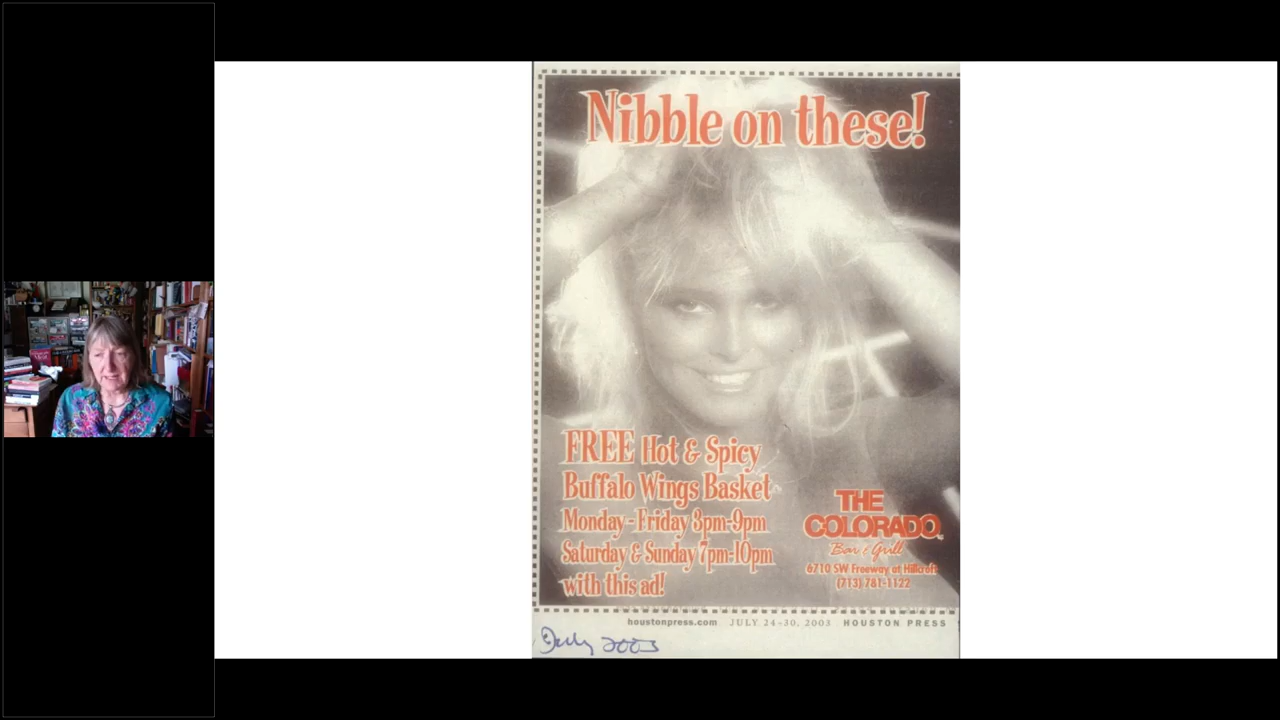 Nibble on these!
FREE Hot & Spicy
Buffalo Wings Basket
Monday-Friday 3pm-9pm
Saturday & Sunday 7pm-10pm
with this ad!
THE
COLORADO
Bar & Grill
6710 SW Freeway at Hillcroft
(713) 781-1122
houstonpress.com JULY 24-30, 2003 HOUSTON PRESS
July 2003